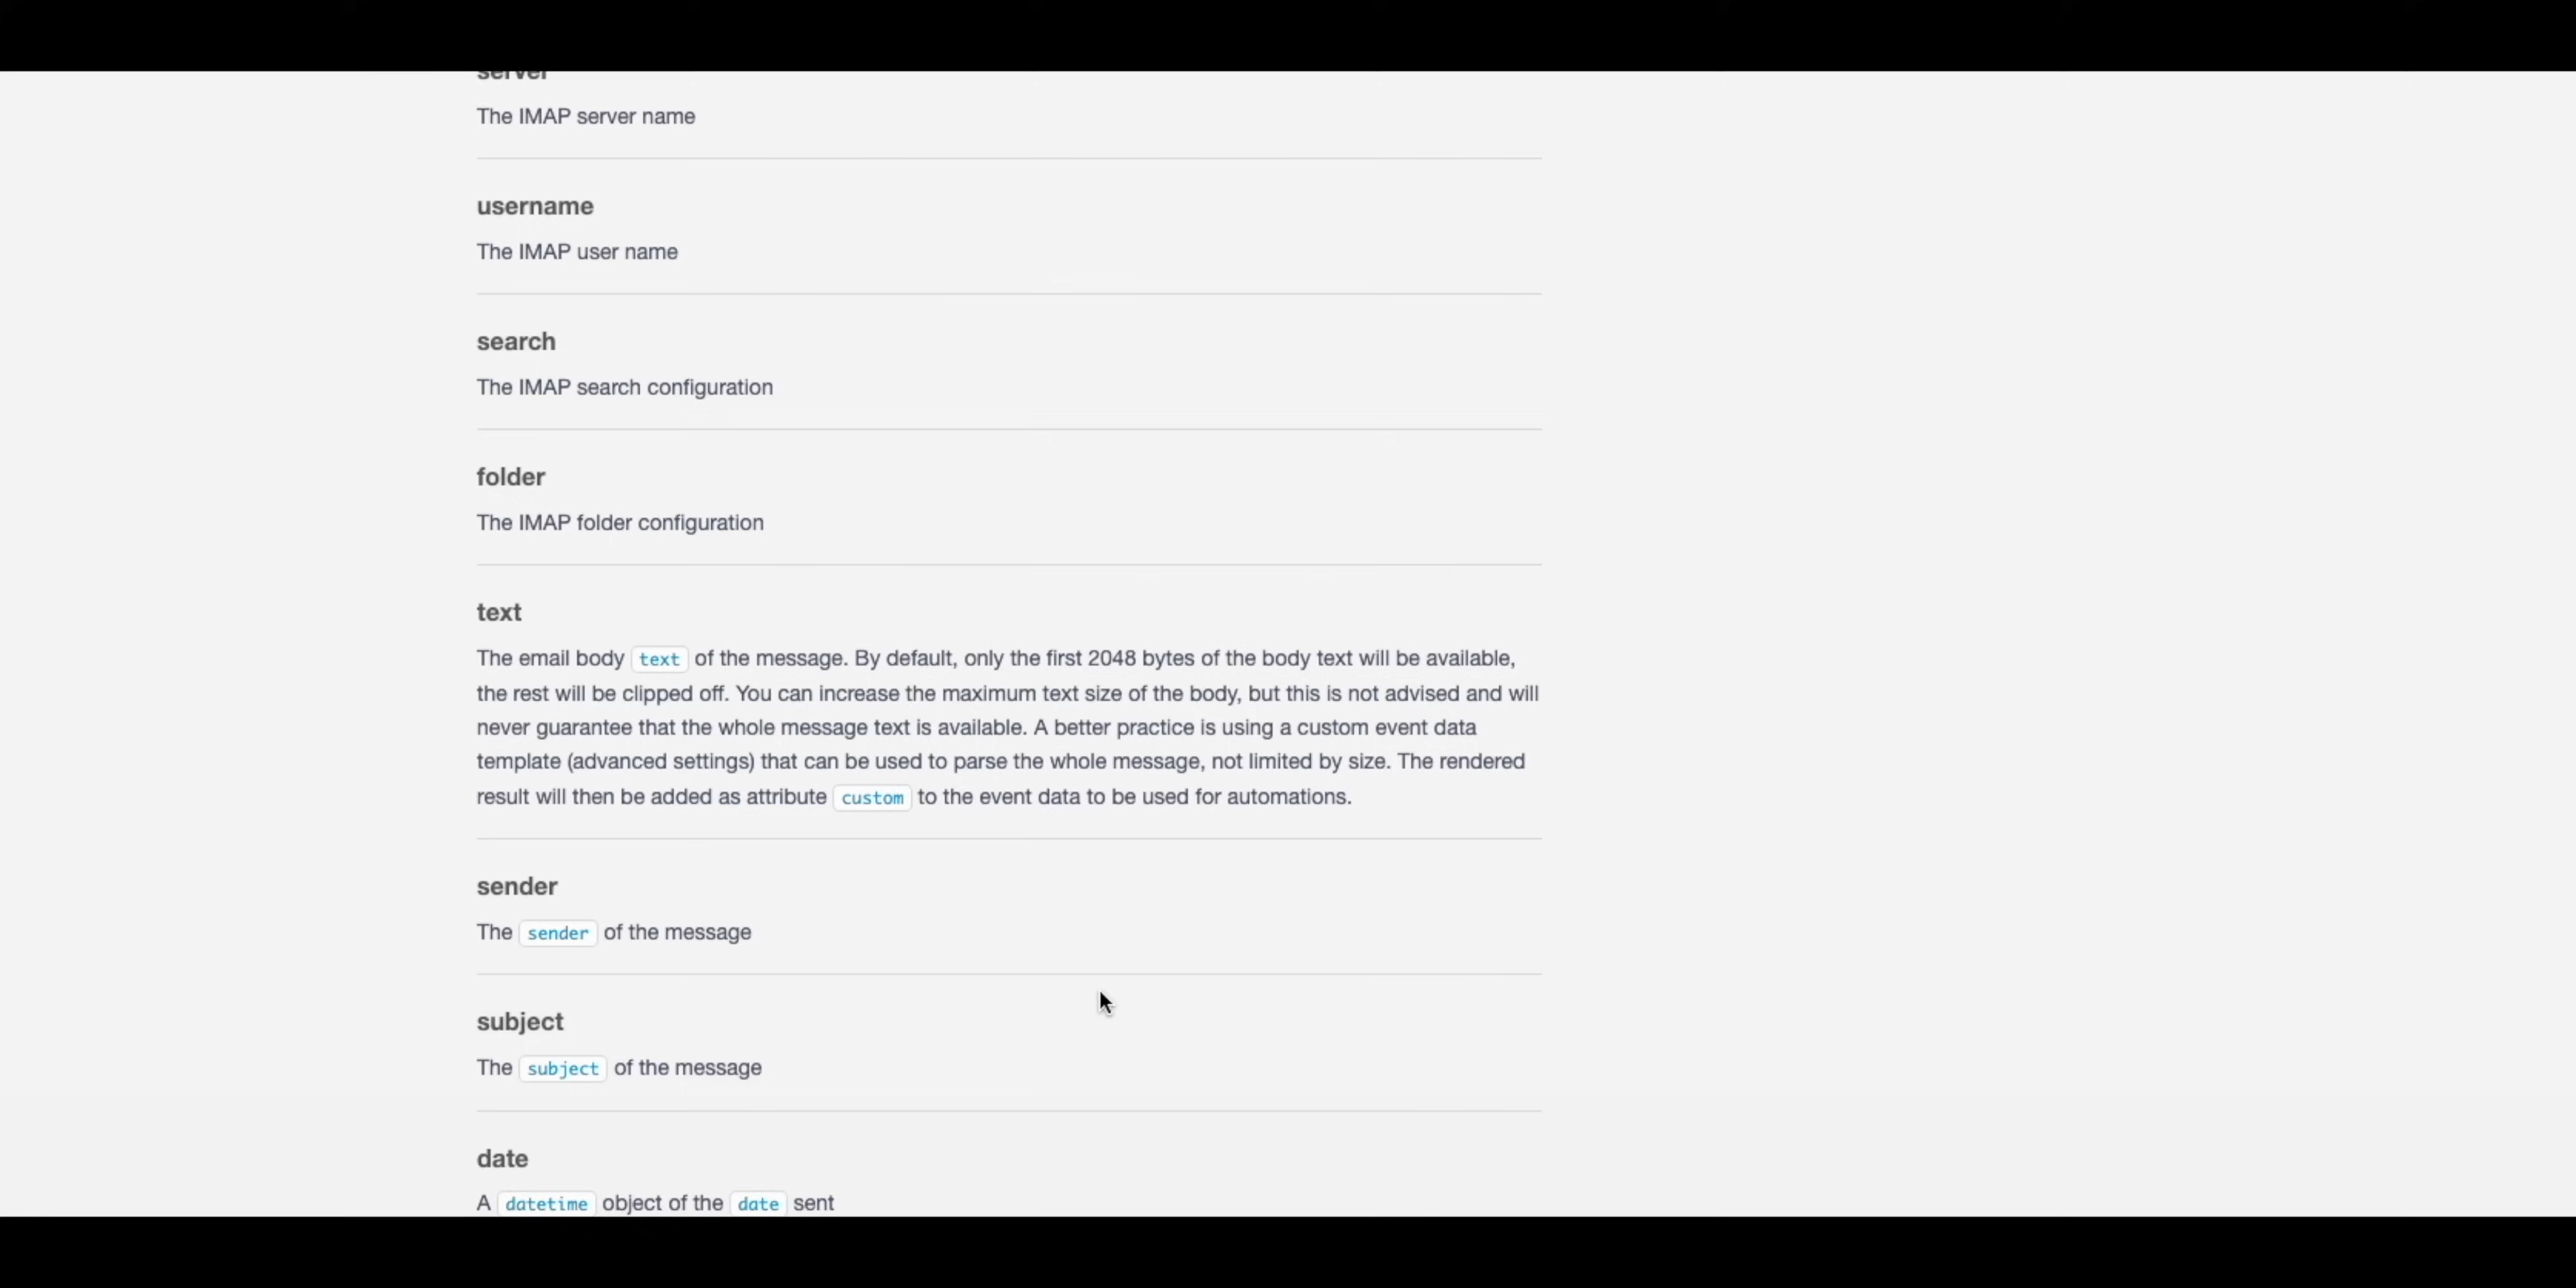 server
The IMAP server name
username
The IMAP user name
search
The IMAP search configuration
folder
The IMAP folder configuration
text
The email body text of the message. By default, only the first 2048 bytes of the body text will be available,
the rest will be clipped off. You can increase the maximum text size of the body, but this is not advised and will
never guarantee that the whole message text is available. A better practice is using a custom event data
template (advanced settings) that can be used to parse the whole message, not limited by size. The rendered
result will then be added as attribute custom to the event data to be used for automations.
sender
The sender of the message
subject
The subject of the message
date
A datetime object of the date sent